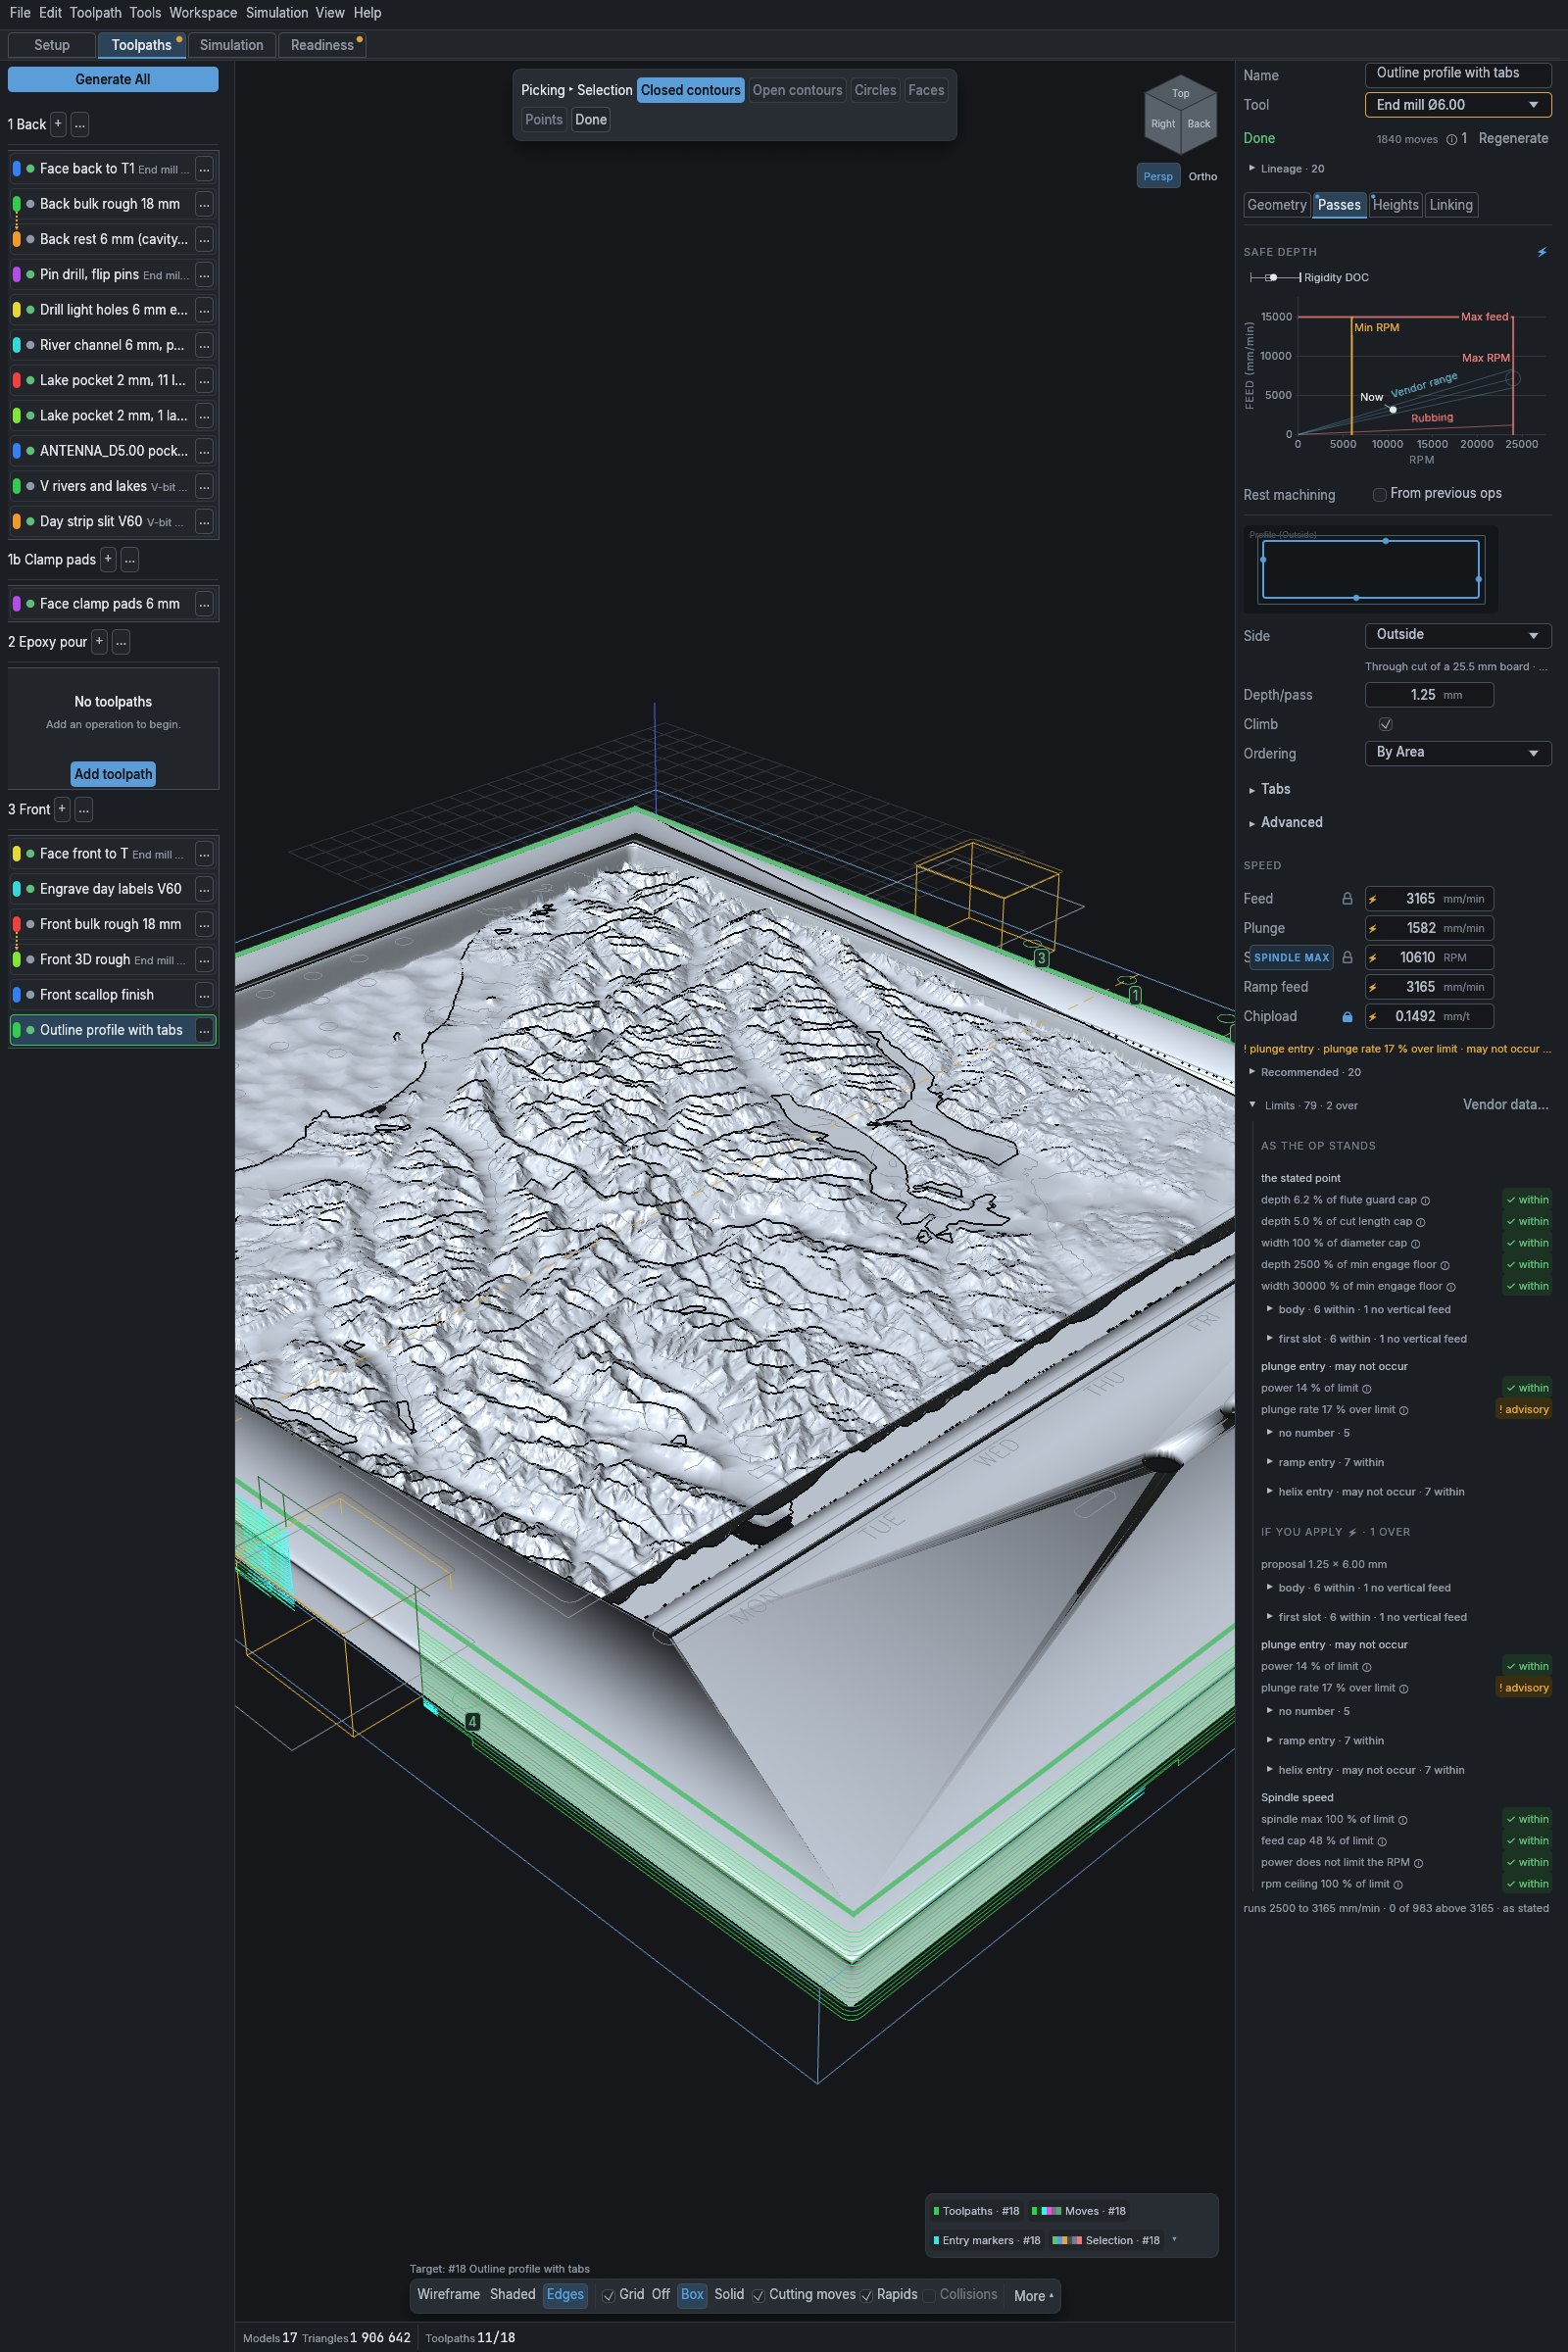 File Edit Toolpath Tools Workspace Simulation View Help
Setup Toolpaths Simulation Readiness
Generate All
1 Back + ...
Face back to T1 End mill ... ...
Back bulk rough 18 mm ...
Back rest 6 mm (cavity... ...
Pin drill, flip pins End mil... ...
Drill light holes 6 mm e... ...
River channel 6 mm, p... ...
Lake pocket 2 mm, 11 l... ...
Lake pocket 2 mm, 1 la... ...
ANTENNA_D5.00 pock... ...
V rivers and lakes V-bit ... ...
Day strip slit V60 V-bit ... ...
1b Clamp pads + ...
Face clamp pads 6 mm ...
2 Epoxy pour + ...
No toolpaths
Add an operation to begin.
Add toolpath
3 Front + ...
Face front to T End mill ... ...
Engrave day labels V60 ...
Front bulk rough 18 mm ...
Front 3D rough End mill ... ...
Front scallop finish ...
Outline profile with tabs ...
Picking ▸ Selection Closed contours Open contours Circles Faces
Points Done
Top
Right Back
Persp Ortho
3
1
4
FRI
THU
WED
TUE
MON
Toolpaths · #18 Moves · #18
Entry markers · #18 Selection · #18
Target: #18 Outline profile with tabs
Wireframe Shaded Edges Grid Off Box Solid Cutting moves Rapids Collisions More
Models 17 Triangles 1 906 642 Toolpaths 11/18
Name Outline profile with tabs
Tool End mill Ø6.00
Done 1840 moves 1 Regenerate
Lineage · 20
Geometry Passes Heights Linking
SAFE DEPTH
Rigidity DOC
FEED (mm/min)
15000
10000
5000
0
Max feed
Min RPM
Max RPM
Vendor range
Now
Rubbing
0 5000 10000 15000 20000 25000
RPM
Rest machining From previous ops
Profile (Outside)
Side Outside
Through cut of a 25.5 mm board · ...
Depth/pass 1.25 mm
Climb
Ordering By Area
Tabs
Advanced
SPEED
Feed 3165 mm/min
Plunge 1582 mm/min
S SPINDLE MAX 10610 RPM
Ramp feed 3165 mm/min
Chipload 0.1492 mm/t
! plunge entry · plunge rate 17 % over limit · may not occur ...
Recommended · 20
Limits · 79 · 2 over Vendor data...
AS THE OP STANDS
the stated point
depth 6.2 % of flute guard cap ✓ within
depth 5.0 % of cut length cap ✓ within
width 100 % of diameter cap ✓ within
depth 2500 % of min engage floor ✓ within
width 30000 % of min engage floor ✓ within
body · 6 within · 1 no vertical feed
first slot · 6 within · 1 no vertical feed
plunge entry · may not occur
power 14 % of limit ✓ within
plunge rate 17 % over limit ! advisory
no number · 5
ramp entry · 7 within
helix entry · may not occur · 7 within
IF YOU APPLY ⚡ · 1 OVER
proposal 1.25 × 6.00 mm
body · 6 within · 1 no vertical feed
first slot · 6 within · 1 no vertical feed
plunge entry · may not occur
power 14 % of limit ✓ within
plunge rate 17 % over limit ! advisory
no number · 5
ramp entry · 7 within
helix entry · may not occur · 7 within
Spindle speed
spindle max 100 % of limit ✓ within
feed cap 48 % of limit ✓ within
power does not limit the RPM ✓ within
rpm ceiling 100 % of limit ✓ within
runs 2500 to 3165 mm/min · 0 of 983 above 3165 · as stated